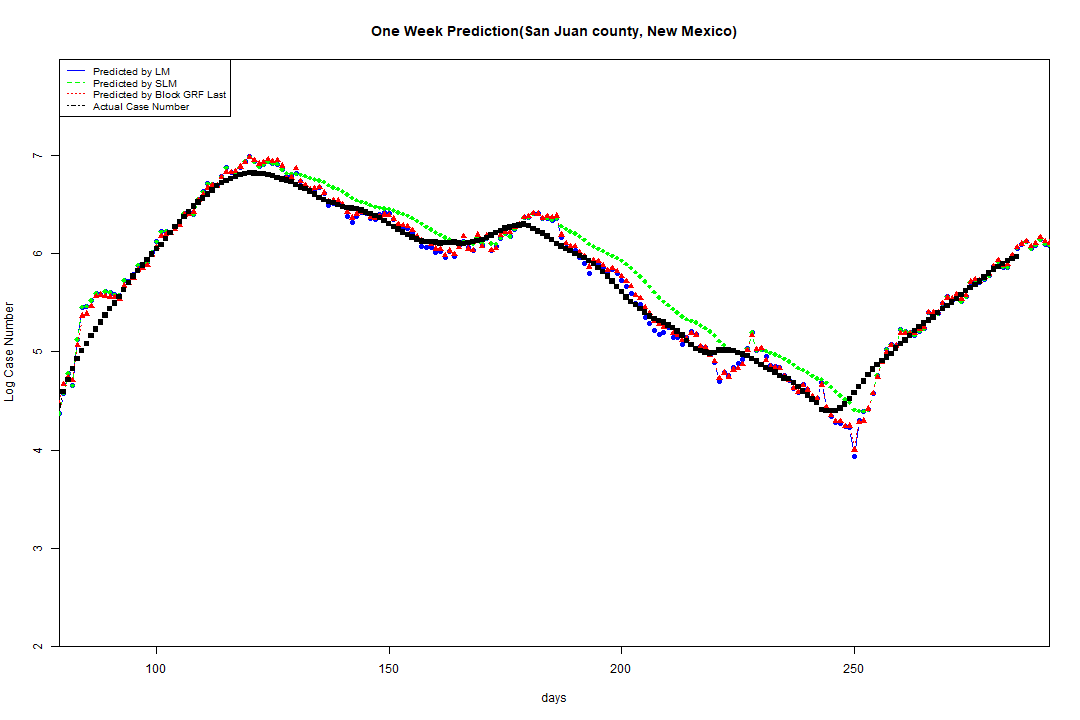 One Week Prediction(San Juan county, New Mexico)
Predicted by LM
Predicted by SLM
Predicted by Block GRF Last
Actual Case Number
Log Case Number
7
6
5
4
3
2
100 150 200 250
days